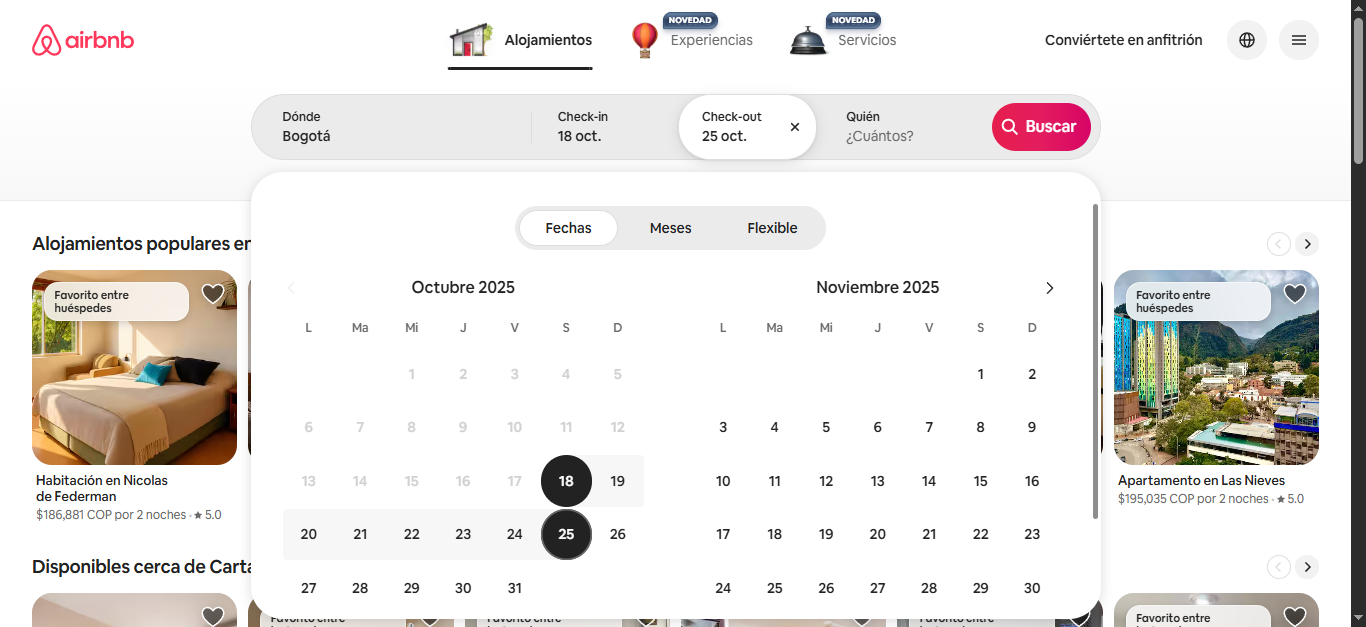 airbnb
Alojamientos
NOVEDAD
Experiencias
NOVEDAD
Servicios
Conviértete en anfitrión
Dónde
Bogotá
Check-in
18 oct.
Check-out
25 oct.
Quién
¿Cuántos?
Buscar
Fechas
Meses
Flexible
Octubre 2025
L Ma Mi J V S D
1 2 3 4 5
6 7 8 9 10 11 12
13 14 15 16 17 18 19
20 21 22 23 24 25 26
27 28 29 30 31
Noviembre 2025
L Ma Mi J V S D
1 2
3 4 5 6 7 8 9
10 11 12 13 14 15 16
17 18 19 20 21 22 23
24 25 26 27 28 29 30
Alojamientos populares en
Favorito entre
huéspedes
Habitación en Nicolas
de Federman
$186,881 COP por 2 noches · ★ 5.0
Favorito entre
huéspedes
Apartamento en Las Nieves
$195,035 COP por 2 noches · ★ 5.0
Disponibles cerca de Carta
Favorito entre
Favorito entre
Favorito entre
Favorito entre